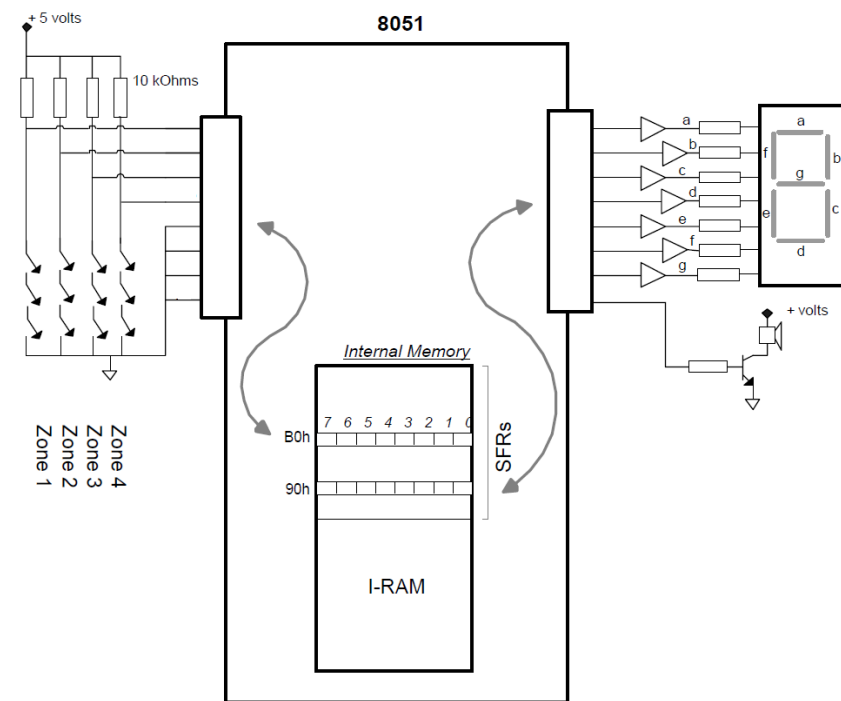 + 5 volts
8051
10 kOhms
a
b
c
d
e
f
g
a
f
b
g
e
c
d
+ volts
Internal Memory
7 6 5 4 3 2 1 0
B0h
90h
SFRs
I-RAM
Zone 1
Zone 2
Zone 3
Zone 4